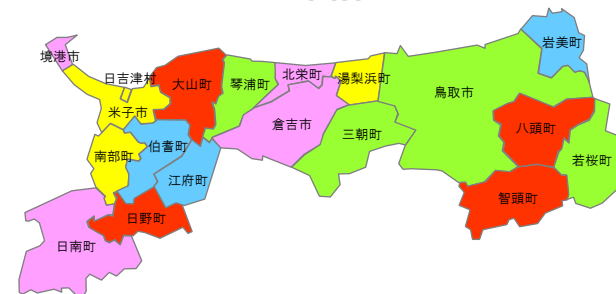 岩美町
境港市
日吉津村
大山町
琴浦町
北栄町
湯梨浜町
鳥取市
米子市
倉吉市
三朝町
八頭町
伯耆町
南部町
若桜町
江府町
智頭町
日野町
日南町